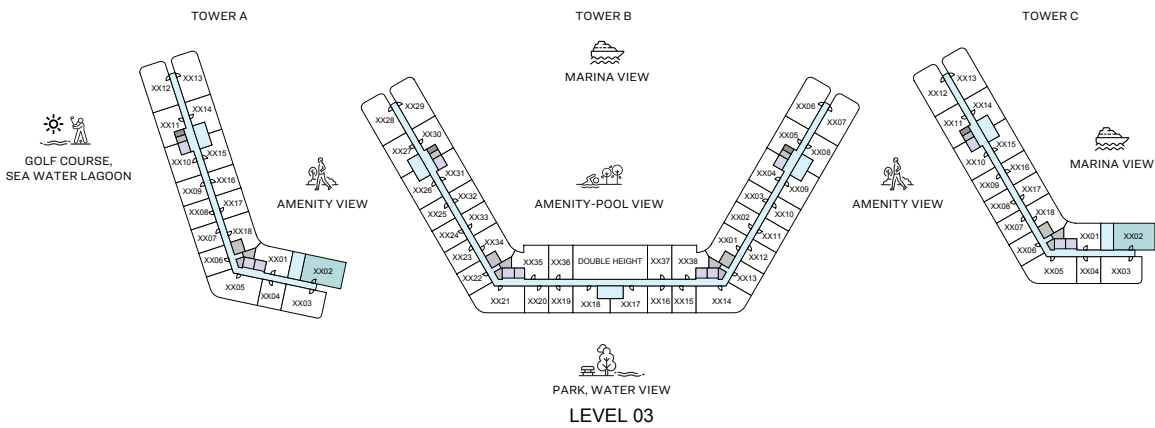 TOWER A
TOWER B
TOWER C
MARINA VIEW
GOLF COURSE,
SEA WATER LAGOON
AMENITY VIEW
AMENITY-POOL VIEW
AMENITY VIEW
MARINA VIEW
XX13
XX12
XX14
XX11
XX15
XX10
XX16
XX09
XX17
XX08
XX18
XX07
XX06
XX01
XX02
XX05
XX04
XX03
XX29
XX28
XX30
XX27
XX31
XX26
XX32
XX25
XX33
XX24
XX34
XX23
XX22
XX35
XX36
DOUBLE HEIGHT
XX37
XX38
XX21
XX20
XX19
XX18
XX17
XX16
XX15
XX14
XX06
XX07
XX05
XX08
XX04
XX09
XX03
XX10
XX02
XX11
XX01
XX12
XX13
XX13
XX12
XX14
XX11
XX15
XX10
XX16
XX09
XX17
XX08
XX18
XX07
XX06
XX01
XX02
XX05
XX04
XX03
PARK, WATER VIEW
LEVEL 03